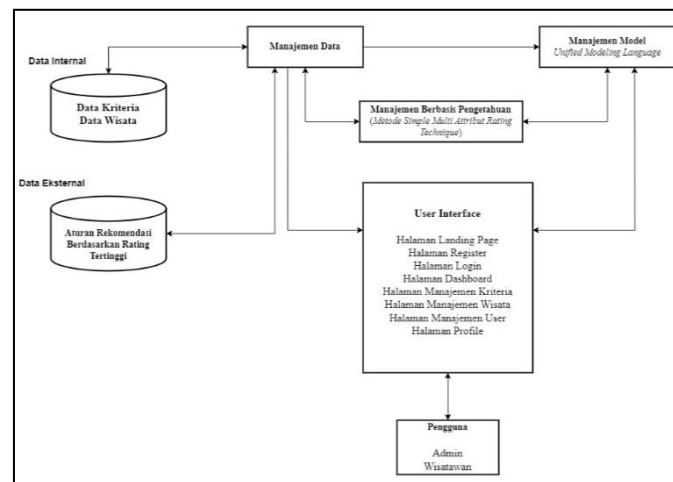 Manajemen Data
Manajemen Model
Unified Modeling Language
Data Internal
Data Kriteria
Data Wisata
Manajemen Berbasis Pengetahuan
(Metode Simple Multi Attribut Rating
Technique)
Data Eksternal
Aturan Rekomendasi
Berdasarkan Rating
Tertinggi
User Interface
Halaman Landing Page
Halaman Register
Halaman Login
Halaman Dashboard
Halaman Manajemen Kriteria
Halaman Manajemen Wisata
Halaman Manajemen User
Halaman Profile
Pengguna
Admin
Wisatawan